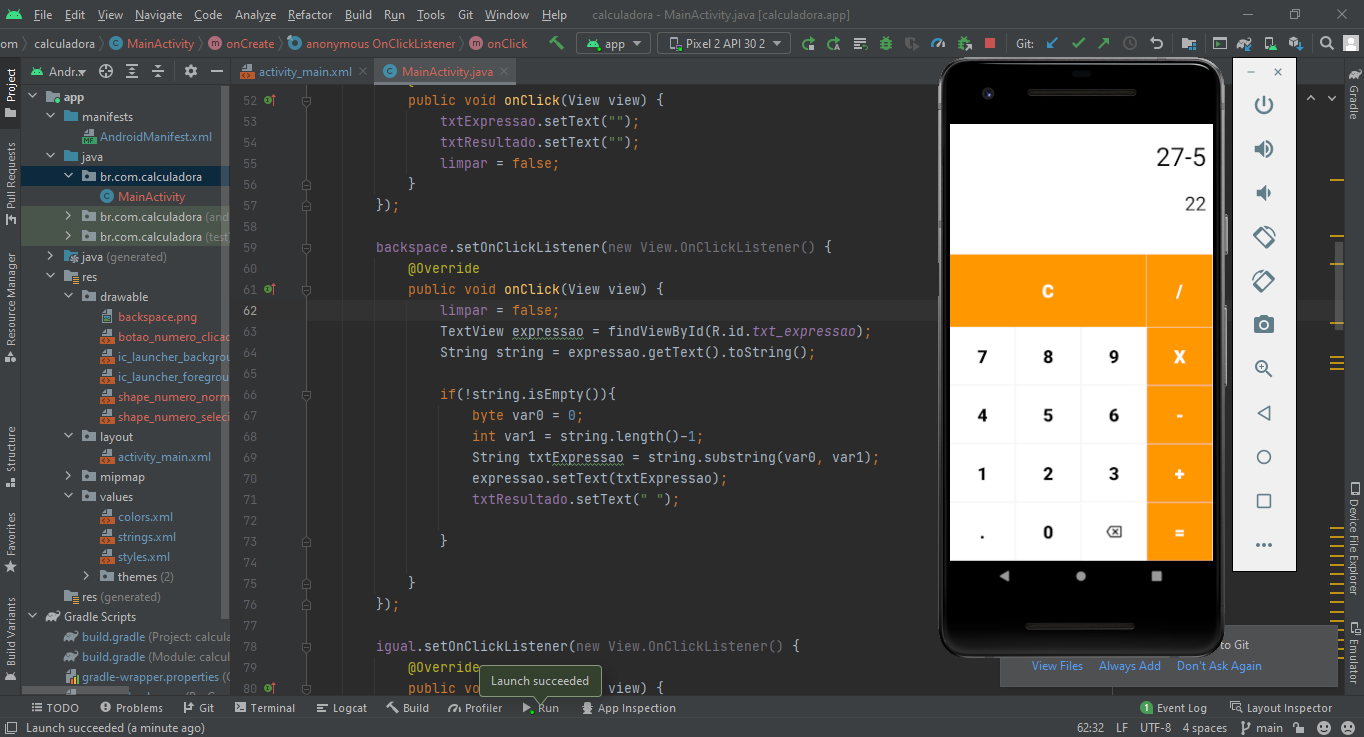 File Edit View Navigate Code Analyze Refactor Build Run Tools Git Window Help calculadora - MainActivity.java [calculadora.app]
om calculadora MainActivity onCreate anonymous OnClickListener onClick app Pixel 2 API 30 2 Git:
Andr... activity_main.xml MainActivity.java
Project
Pull Requests
Resource Manager
Structure
Favorites
Build Variants
app
manifests
AndroidManifest.xml
java
br.com.calculadora
MainActivity
br.com.calculadora (and
br.com.calculadora (test
java (generated)
res
drawable
backspace.png
botao_numero_clicad
ic_launcher_backgrou
ic_launcher_foregrou
shape_numero_norm
shape_numero_seleci
layout
activity_main.xml
mipmap
values
colors.xml
strings.xml
styles.xml
themes (2)
res (generated)
Gradle Scripts
build.gradle (Project: calcula
build.gradle (Module: calcul
gradle-wrapper.properties (G
52 public void onClick(View view) {
53 txtExpressao.setText("");
54 txtResultado.setText("");
55 limpar = false;
56 }
57 });
58
59 backspace.setOnClickListener(new View.OnClickListener() {
60 @Override
61 public void onClick(View view) {
62 limpar = false;
63 TextView expressao = findViewById(R.id.txt_expressao);
64 String string = expressao.getText().toString();
65
66 if(!string.isEmpty()){
67 byte var0 = 0;
68 int var1 = string.length()-1;
69 String txtExpressao = string.substring(var0, var1);
70 expressao.setText(txtExpressao);
71 txtResultado.setText(" ");
72
73 }
74
75 }
76 });
77
78 igual.setOnClickListener(new View.OnClickListener() {
79 @Override
80 public vo view) {
Launch succeeded
27-5
22
C /
7 8 9 X
4 5 6 -
1 2 3 +
. 0 =
to Git
View Files Always Add Don't Ask Again
Gradle
Device File Explorer
Emulator
TODO Problems Git Terminal Logcat Build Profiler Run App Inspection 1 Event Log Layout Inspector
Launch succeeded (a minute ago) 62:32 LF UTF-8 4 spaces main